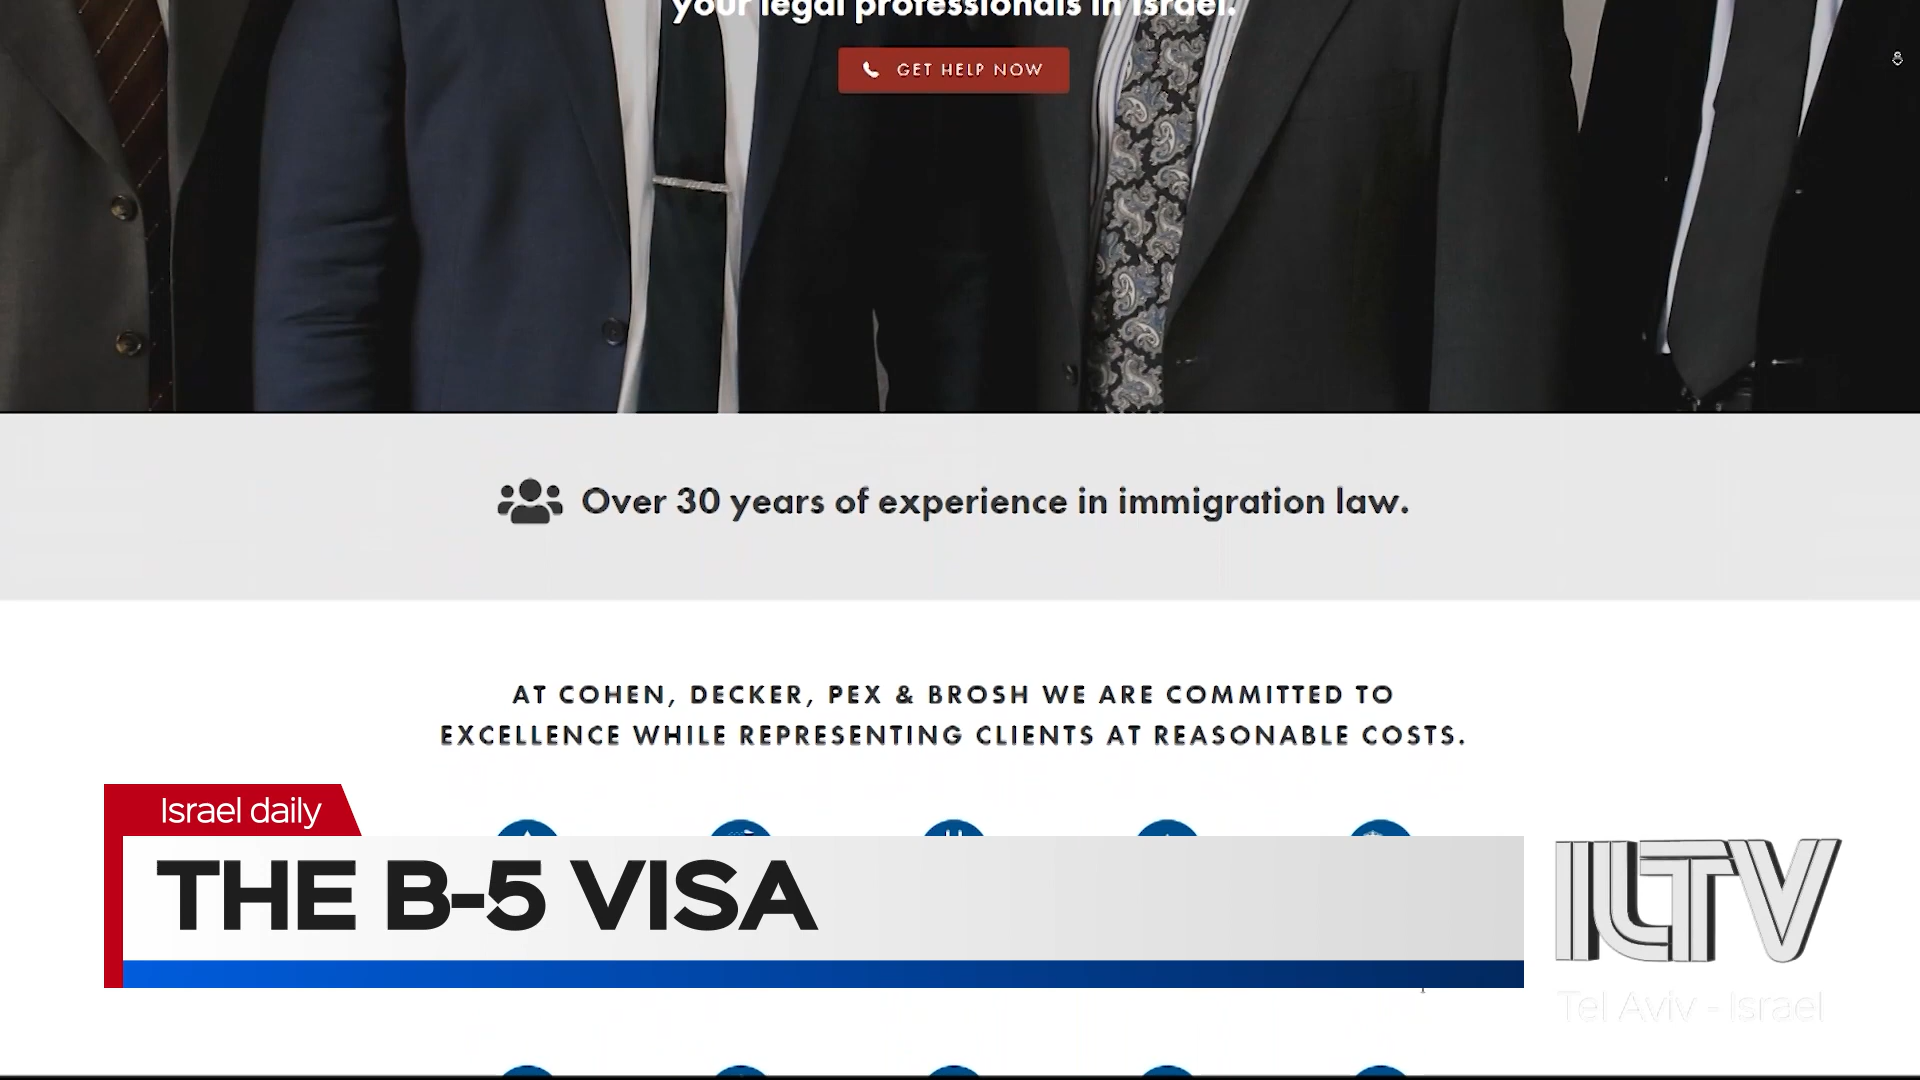 your legal professionals in Israel.
GET HELP NOW
Over 30 years of experience in immigration law.
AT COHEN, DECKER, PEX & BROSH WE ARE COMMITTED TO
EXCELLENCE WHILE REPRESENTING CLIENTS AT REASONABLE COSTS.
Israel daily
THE B-5 VISA
ILTV
Tel Aviv - Israel